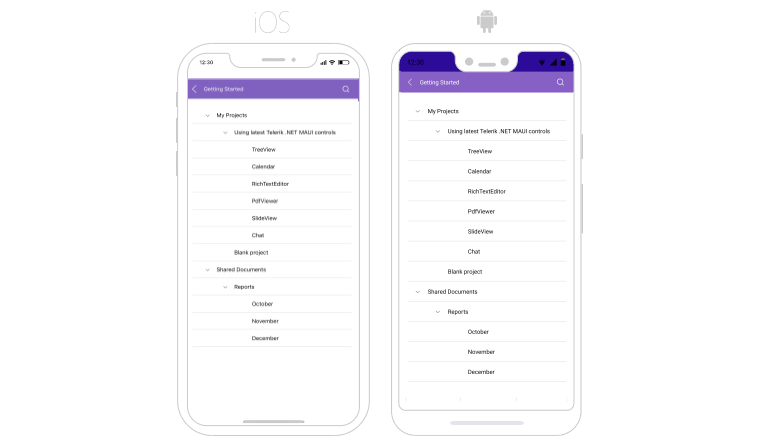 iOS
12:30
Getting Started
My Projects
Using latest Telerik .NET MAUI controls
TreeView
Calendar
RichTextEditor
PdfViewer
SlideView
Chat
Blank project
Shared Documents
Reports
October
November
December
12:30
Getting Started
My Projects
Using latest Telerik .NET MAUI controls
TreeView
Calendar
RichTextEditor
PdfViewer
SlideView
Chat
Blank project
Shared Documents
Reports
October
November
December